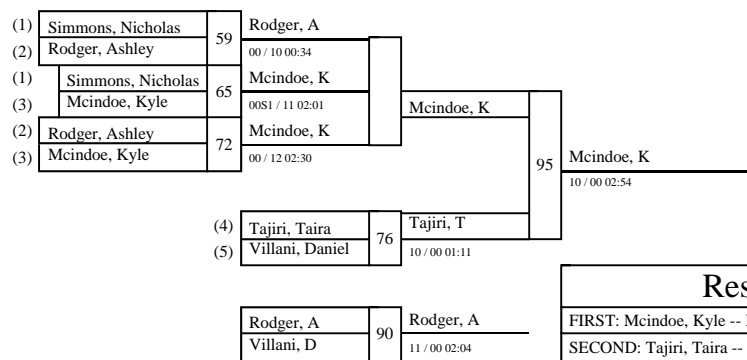 (1) Simmons, Nicholas 59 Rodger, A
(2) Rodger, Ashley 00 / 10 00:34
(1) Simmons, Nicholas 65 Mcindoe, K
(3) Mcindoe, Kyle 00S1 / 11 02:01
Mcindoe, K
(2) Rodger, Ashley 72 Mcindoe, K
(3) Mcindoe, Kyle 00 / 12 02:30
95 Mcindoe, K
10 / 00 02:54
(4) Tajiri, Taira 76 Tajiri, T
(5) Villani, Daniel 10 / 00 01:11
Res
Rodger, A 90 Rodger, A
Villani, D 11 / 00 02:04
FIRST: Mcindoe, Kyle --
SECOND: Tajiri, Taira --